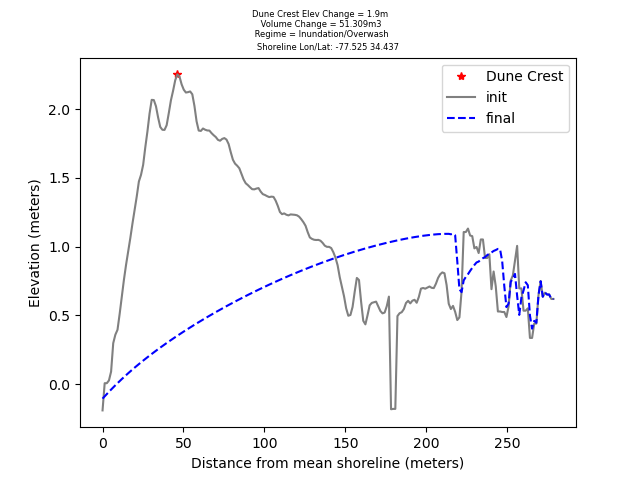 Dune Crest Elev Change = 1.9m
Volume Change = 51.309m3
Regime = Inundation/Overwash
Shoreline Lon/Lat: -77.525 34.437
Dune Crest
init
final
Elevation (meters)
2.0
1.5
1.0
0.5
0.0
0 50 100 150 200 250
Distance from mean shoreline (meters)